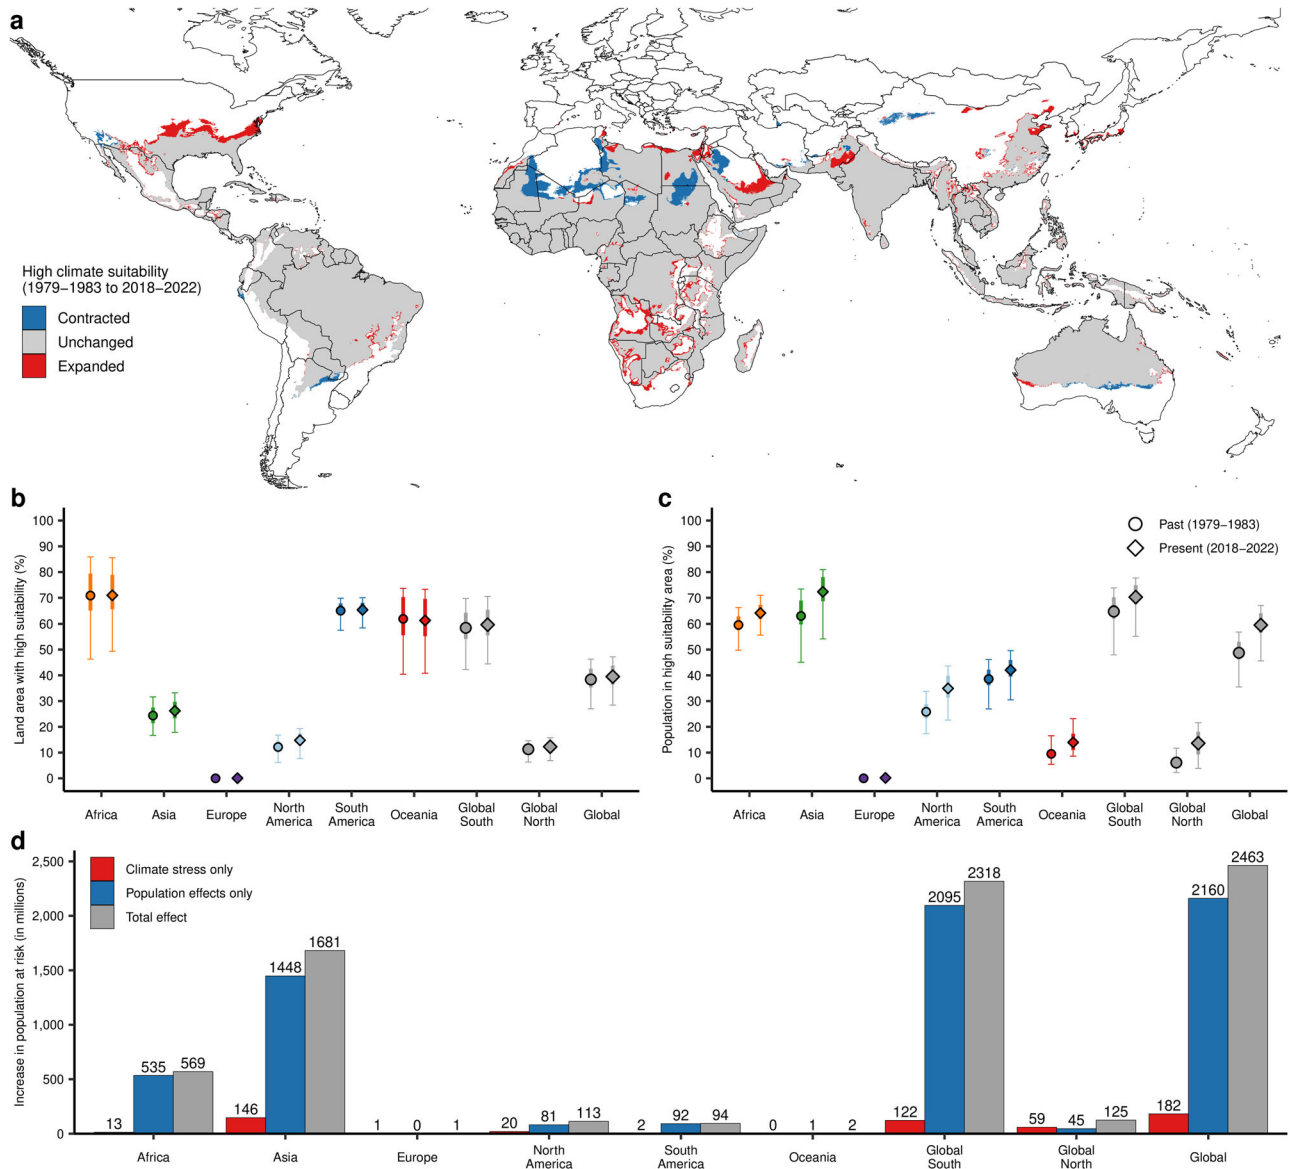 a
High climate suitability
(1979−1983 to 2018−2022)
Contracted
Unchanged
Expanded
b
Land area with high suitability (%)
100
90
80
70
60
50
40
30
20
10
0
Africa
Asia
Europe
North
America
South
America
Oceania
Global
South
Global
North
Global
c
Population in high suitability area (%)
100
90
80
70
60
50
40
30
20
10
0
Past (1979−1983)
Present (2018−2022)
Africa
Asia
Europe
North
America
South
America
Oceania
Global
South
Global
North
Global
d
Increase in population at risk (in millions)
2,500
2,000
1,500
1,000
500
0
Climate stress only
Population effects only
Total effect
13 535 569
146 1448 1681
1 0 1
20 81 113
2 92 94
0 1 2
122 2095 2318
59 45 125
182 2160 2463
Africa
Asia
Europe
North
America
South
America
Oceania
Global
South
Global
North
Global